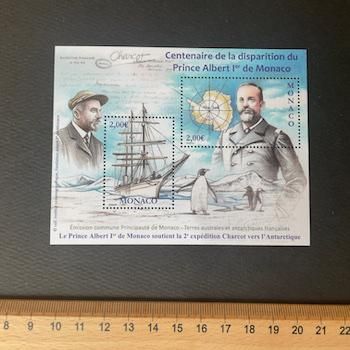 Charcot
Centenaire de la disparition du
Prince Albert Ier de Monaco
2,00€
2,00€
MONACO
MONACO
Émission commune Principauté de Monaco - Terres australes et antarctiques françaises
Le Prince Albert Ier de Monaco soutient la 2e expédition Charcot vers l'Antarctique
8 9 10 11 12 13 14 15 16 17 18 19 20 21 22